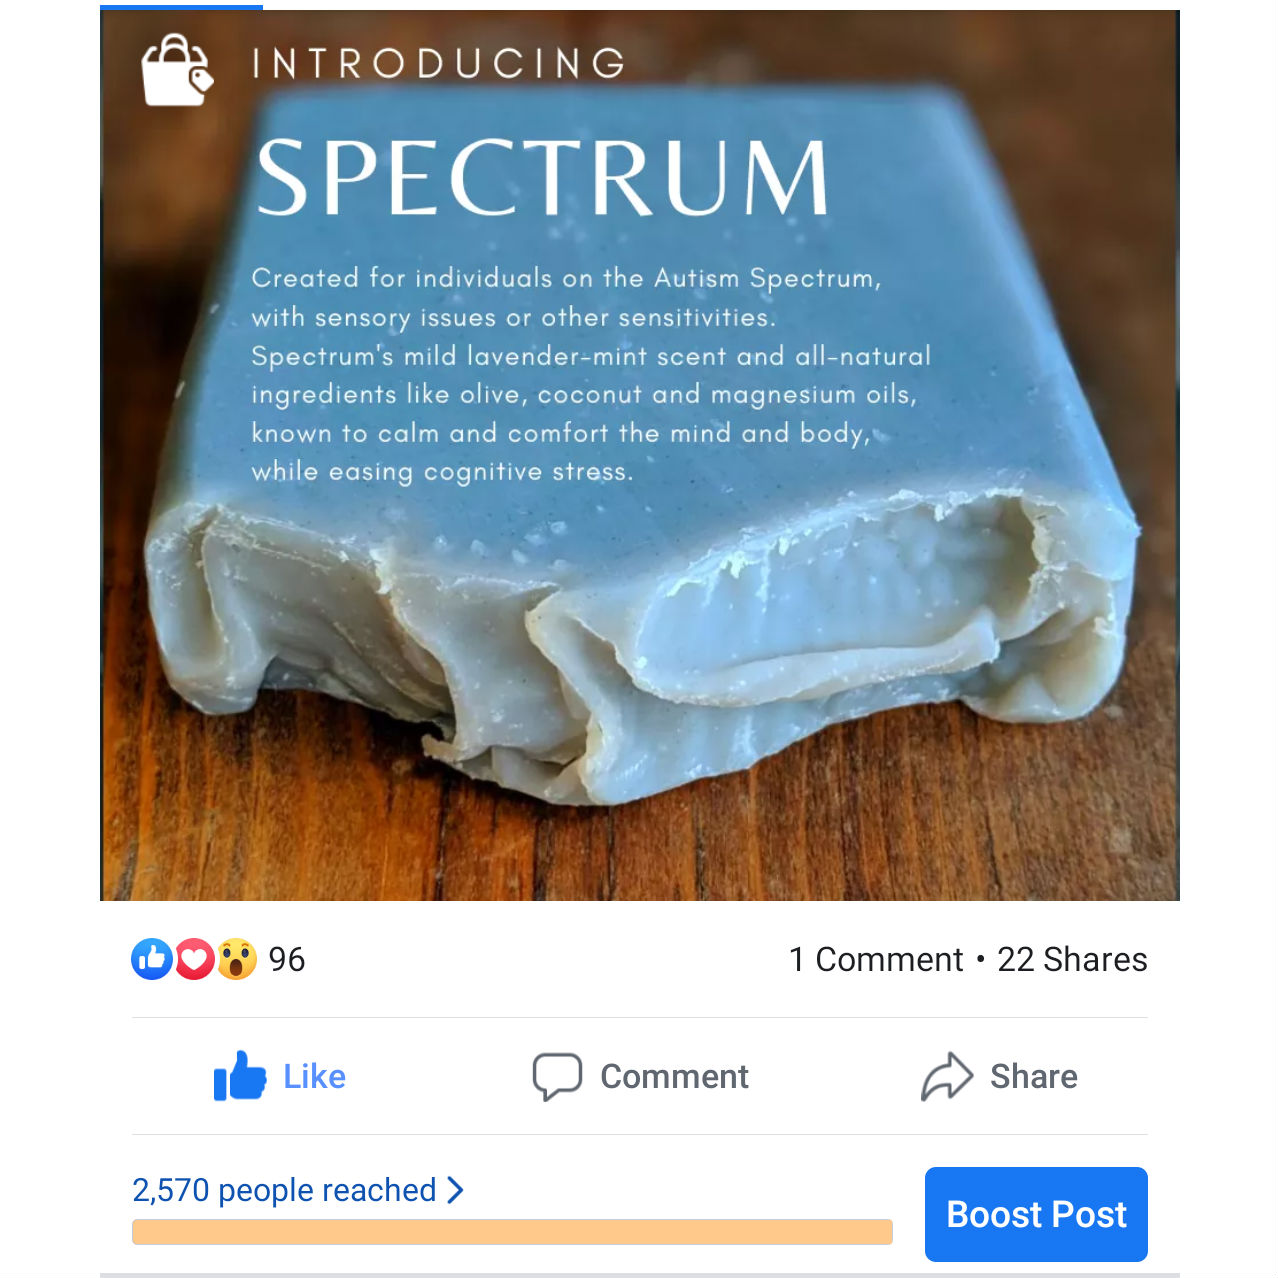 INTRODUCING
SPECTRUM
Created for individuals on the Autism Spectrum,
with sensory issues or other sensitivities.
Spectrum's mild lavender-mint scent and all-natural
ingredients like olive, coconut and magnesium oils,
known to calm and comfort the mind and body,
while easing cognitive stress.
96
1 Comment • 22 Shares
Like
Comment
Share
2,570 people reached
Boost Post